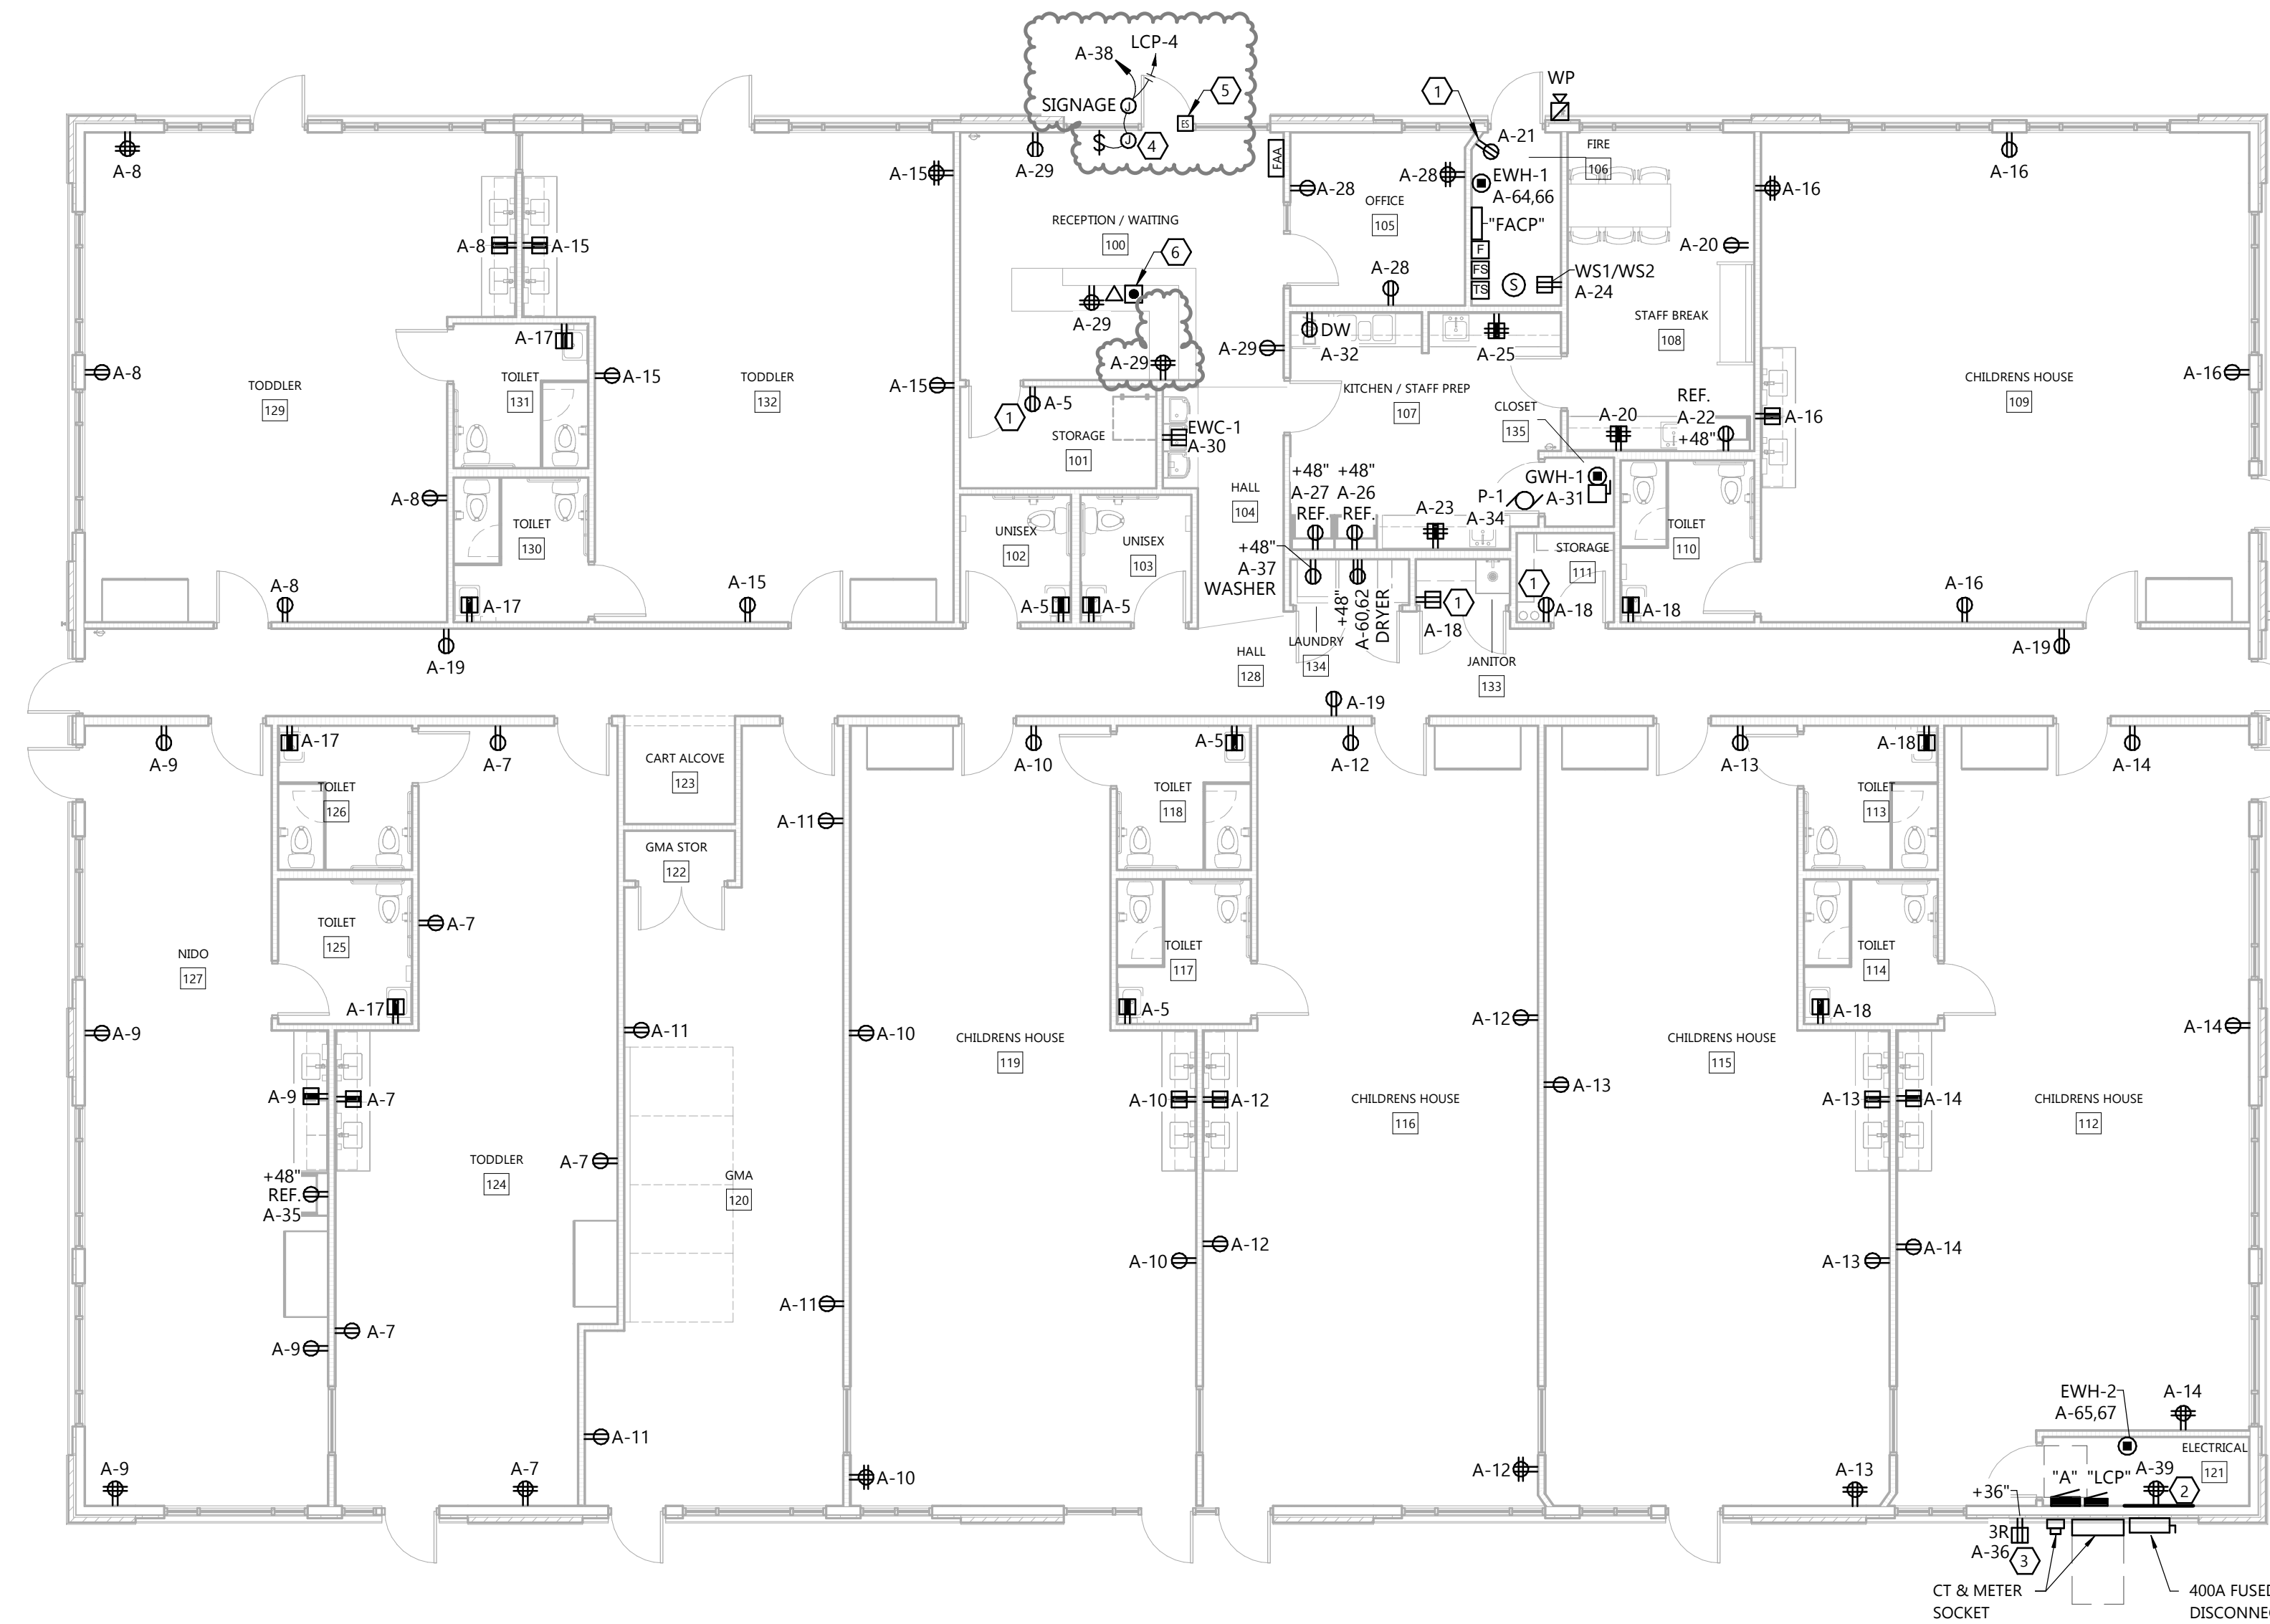 LCP-4
A-38
SIGNAGE
J
5
ES
$
J
4
1
WP
A-8
A-29
A-21
FIRE
106
A-15
FAA
A-28
A-28
EWH-1
A-64,66
A-16
A-16
OFFICE
105
RECEPTION / WAITING
100
"FACP"
F
FS
TS
6
A-8
A-15
A-20
A-28
S
WS1/WS2
A-24
A-29
STAFF BREAK
108
DW
A-32
A-25
A-17
A-29
A-29
A-8
TODDLER
129
TOILET
131
A-15
TODDLER
132
A-15
KITCHEN / STAFF PREP
107
CHILDRENS HOUSE
109
A-16
1
A-5
STORAGE
101
EWC-1
A-30
CLOSET
135
A-20
REF.
A-22
+48"
A-16
+48"
A-27
REF.
+48"
A-26
REF.
GWH-1
A-31
P-1
A-34
A-23
A-8
HALL
104
TOILET
130
UNISEX
102
UNISEX
103
TOILET
110
+48"
A-37
WASHER
STORAGE
111
1
A-8
A-15
A-16
A-17
A-5
A-5
+48"
A-60,62
DRYER
1
A-18
A-18
A-18
A-19
HALL
128
LAUNDRY
134
JANITOR
133
A-19
A-19
A-9
A-17
A-7
CART ALCOVE
123
A-10
A-5
A-12
A-13
A-18
A-14
TOILET
126
TOILET
118
TOILET
113
A-11
GMA STOR
122
A-7
TOILET
125
TOILET
117
TOILET
114
NIDO
127
A-17
A-5
A-18
A-9
A-11
A-10
CHILDRENS HOUSE
119
A-12
CHILDRENS HOUSE
115
A-14
A-9
A-7
A-10
A-12
CHILDRENS HOUSE
116
A-13
A-13
A-14
CHILDRENS HOUSE
112
+48"
REF.
A-35
TODDLER
124
A-7
GMA
120
A-10
A-12
A-13
A-14
A-11
A-7
A-9
EWH-2
A-65,67
A-14
A-11
ELECTRICAL
121
A-9
A-7
A-10
A-12
A-13
"A"
"LCP"
A-39
2
+36"
3R
A-36
3
CT & METER
SOCKET
400A FUSED